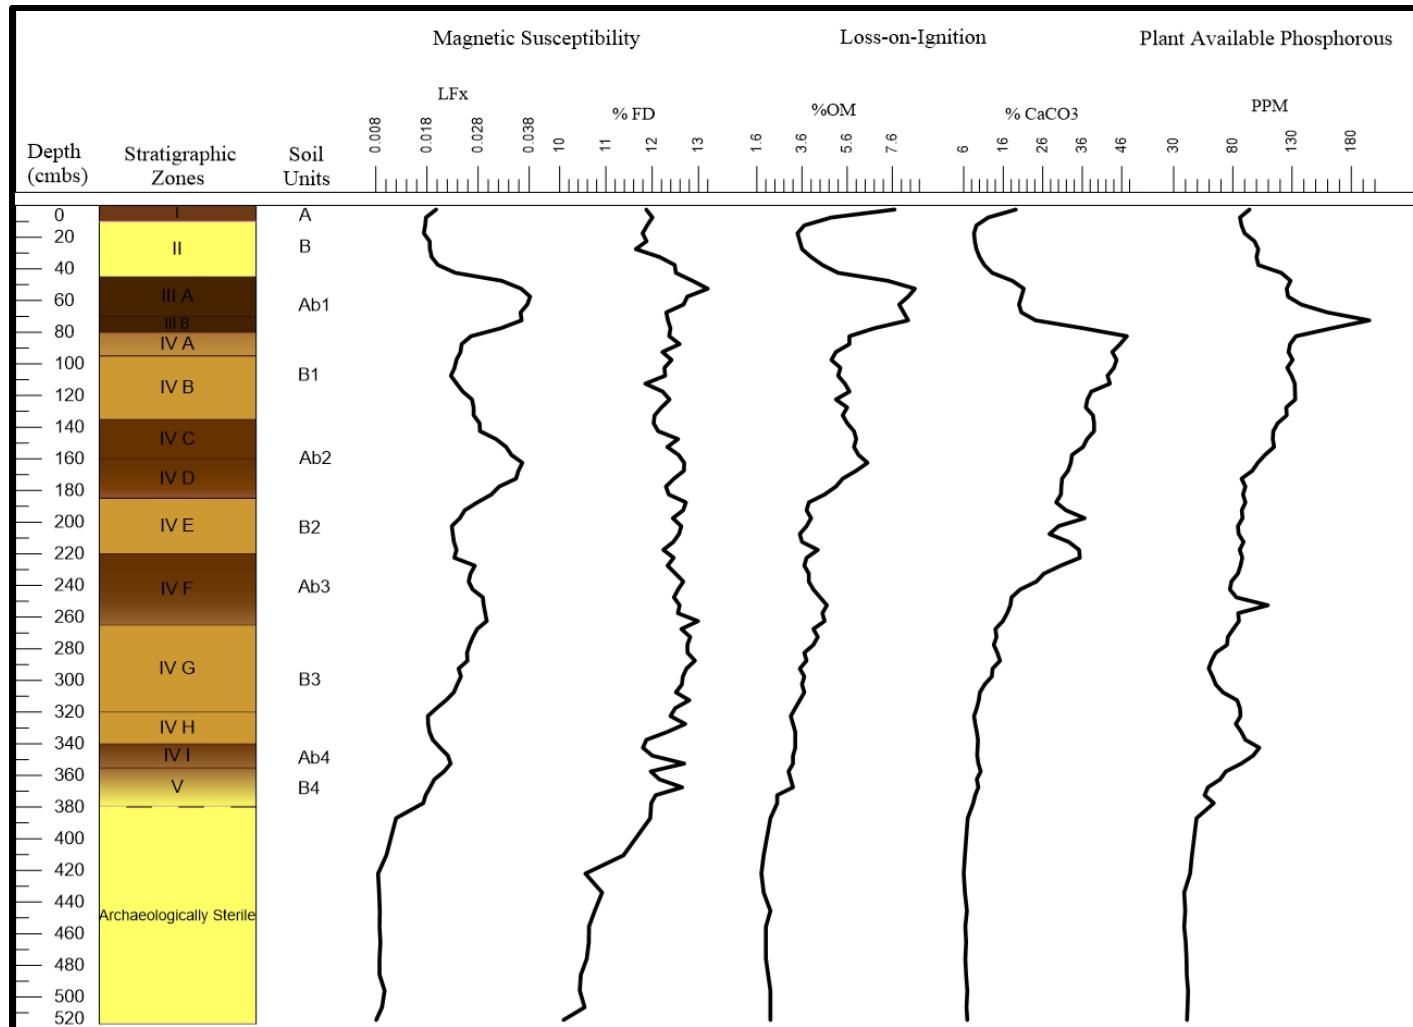 Magnetic Susceptibility Loss-on-Ignition Plant Available Phosphorous
LFx % FD %OM % CaCO3 PPM
0.008 0.018 0.028 0.038 10 11 12 13 1.6 3.6 5.6 7.6 6 16 26 36 46 30 80 130 180
Depth Stratigraphic Soil
(cmbs) Zones Units
0 I A
20 II B
40
60 III A Ab1
80 III B
100 IV A
120 IV B B1
140 IV C
160 IV D Ab2
180
200 IV E B2
220
240 IV F Ab3
260
280
300 IV G B3
320
340 IV H
360 IV I Ab4
380 V B4
400
420
440
460 Archaeologically Sterile
480
500
520